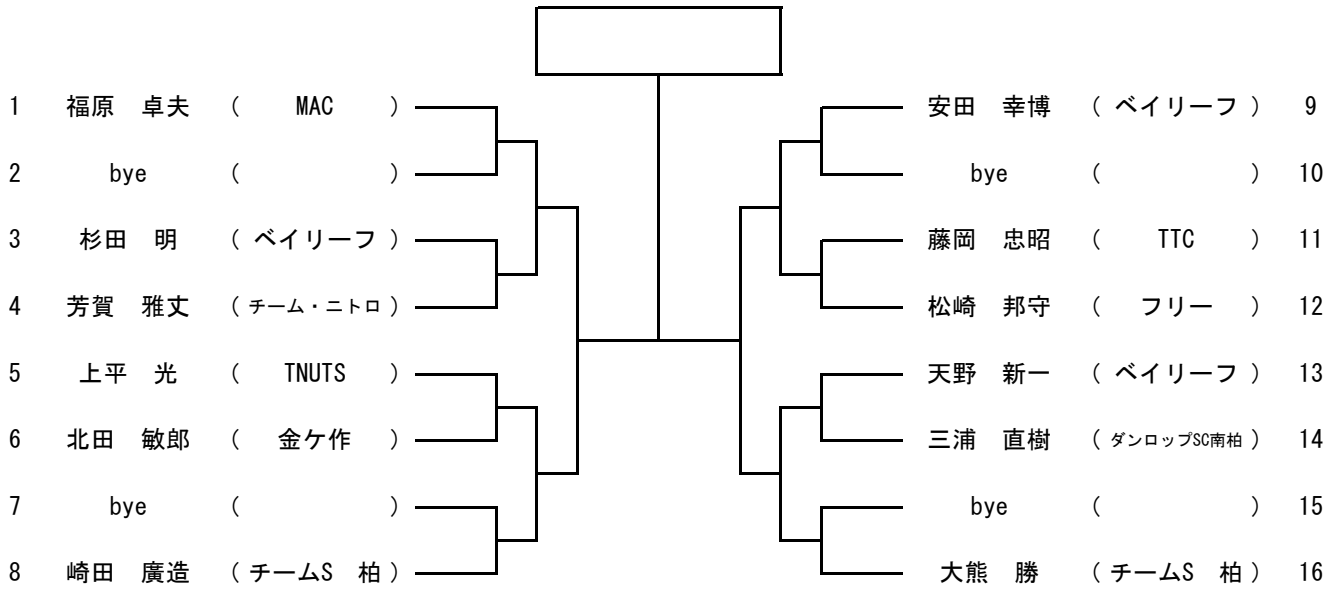 1 福原 卓夫 ( MAC ) 安田 幸博 ( ベイリーフ ) 9
2 bye ( ) bye ( ) 10
3 杉田 明 ( ベイリーフ ) 藤岡 忠昭 ( TTC ) 11
4 芳賀 雅丈 ( チーム・ニトロ ) 松崎 邦守 ( フリー ) 12
5 上平 光 ( TNUTS ) 天野 新一 ( ベイリーフ ) 13
6 北田 敏郎 ( 金ケ作 ) 三浦 直樹 ( ダンロップSC南柏 ) 14
7 bye ( ) bye ( ) 15
8 崎田 廣造 ( チームS 柏 ) 大熊 勝 ( チームS 柏 ) 16